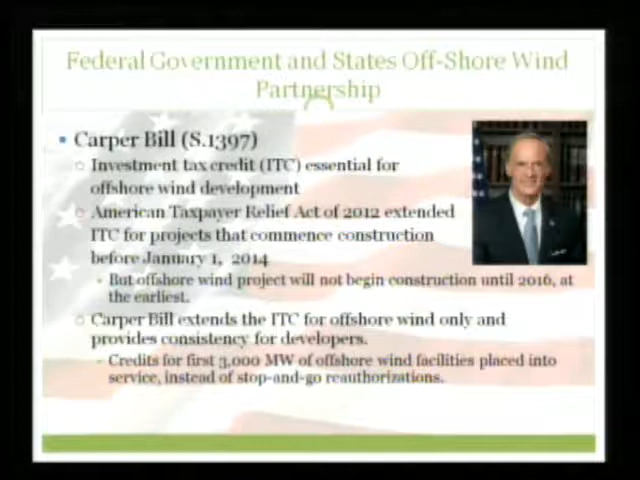 Federal Government and States Off-Shore Wind
Partnership
Carper Bill (S.1397)
Investment tax credit (ITC) essential for
offshore wind development
American Taxpayer Relief Act of 2012 extended
ITC for projects that commence construction
before January 1, 2014
But offshore wind project will not begin construction until 2016, at
the earliest.
Carper Bill extends the ITC for offshore wind only and
provides consistency for developers.
Credits for first 3,000 MW of offshore wind facilities placed into
service, instead of stop-and-go reauthorizations.